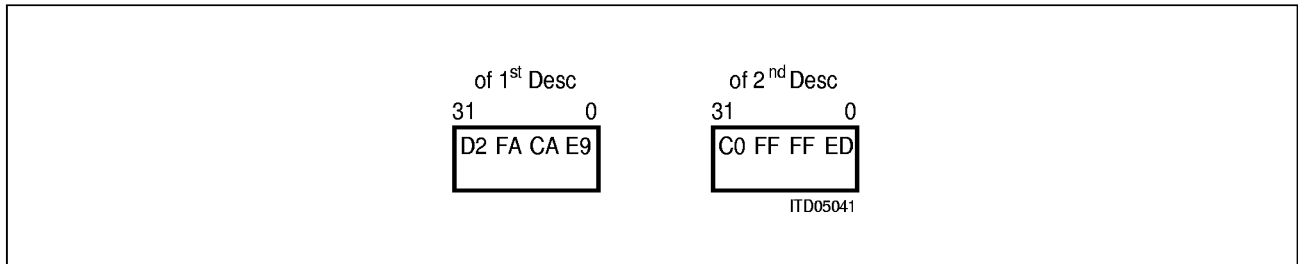 of 1st Desc
31 0
D2 FA CA E9
of 2nd Desc
31 0
C0 FF FF ED
ITD05041